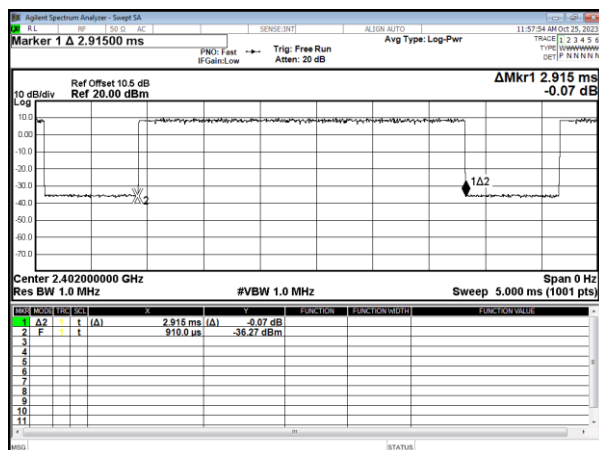 Agilent Spectrum Analyzer - Swept SA
RL RF 50 Ω AC SENSE:INT ALIGN AUTO 11:57:54 AM Oct 25, 2023
Marker 1 Δ 2.91500 ms
PNO: Fast Trig: Free Run Avg Type: Log-Pwr TRACE 1 2 3 4 5 6
IFGain:Low Atten: 20 dB TYPE
DET P N N N N N
Ref Offset 10.5 dB ΔMkr1 2.915 ms
10 dB/div Ref 20.00 dBm -0.07 dB
Log
10.0
0.00
-10.0
-20.0
-30.0
1Δ2
2
-40.0
-50.0
-60.0
-70.0
Center 2.402000000 GHz Span 0 Hz
Res BW 1.0 MHz #VBW 1.0 MHz Sweep 5.000 ms (1001 pts)
MKR MODE TRC SCL X Y FUNCTION FUNCTION WIDTH FUNCTION VALUE
1 Δ2 1 t (Δ) 2.915 ms (Δ) -0.07 dB
2 F 1 t 910.0 µs -36.27 dBm
3
4
5
6
7
8
9
10
11
MSG STATUS